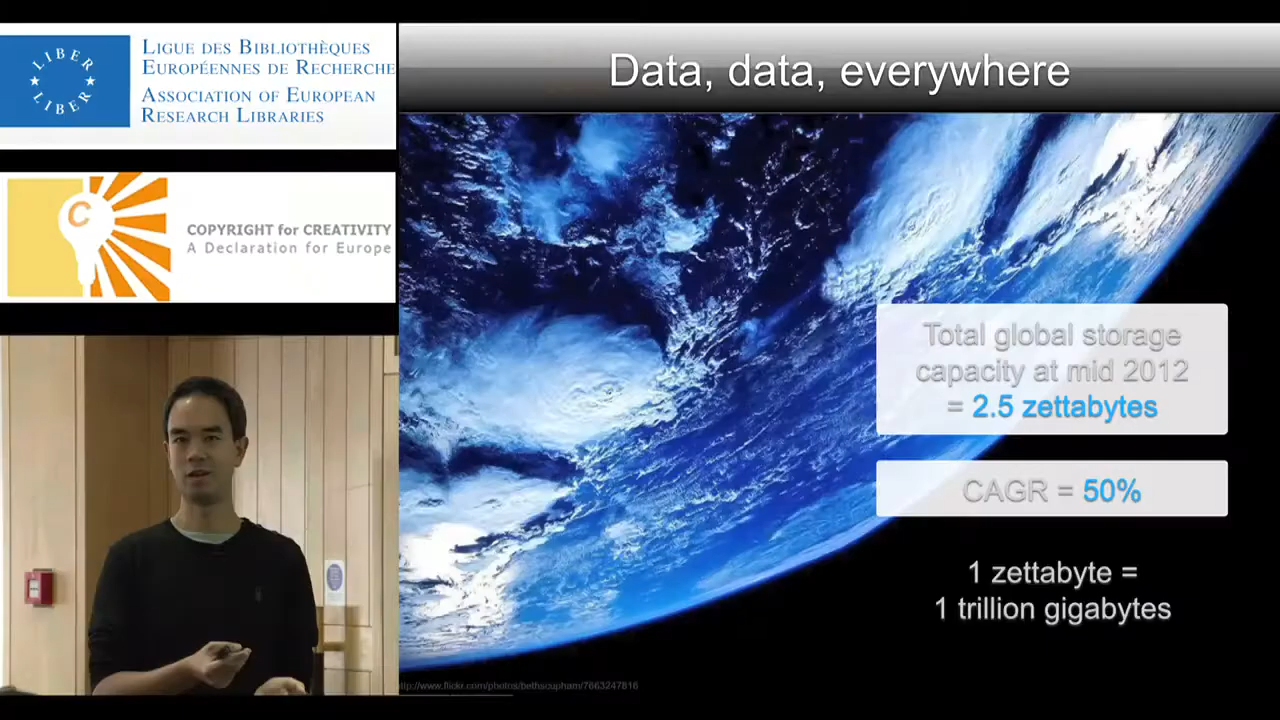 LIBER
LIBER
LIGUE DES BIBLIOTHÈQUES
EUROPÉENNES DE RECHERCHE
ASSOCIATION OF EUROPEAN
RESEARCH LIBRARIES
C
COPYRIGHT for CREATIVITY
A Declaration for Europe
Data, data, everywhere
Total global storage
capacity at mid 2012
= 2.5 zettabytes
CAGR = 50%
1 zettabyte =
1 trillion gigabytes
http://www.flickr.com/photos/bethscupham/7663247816